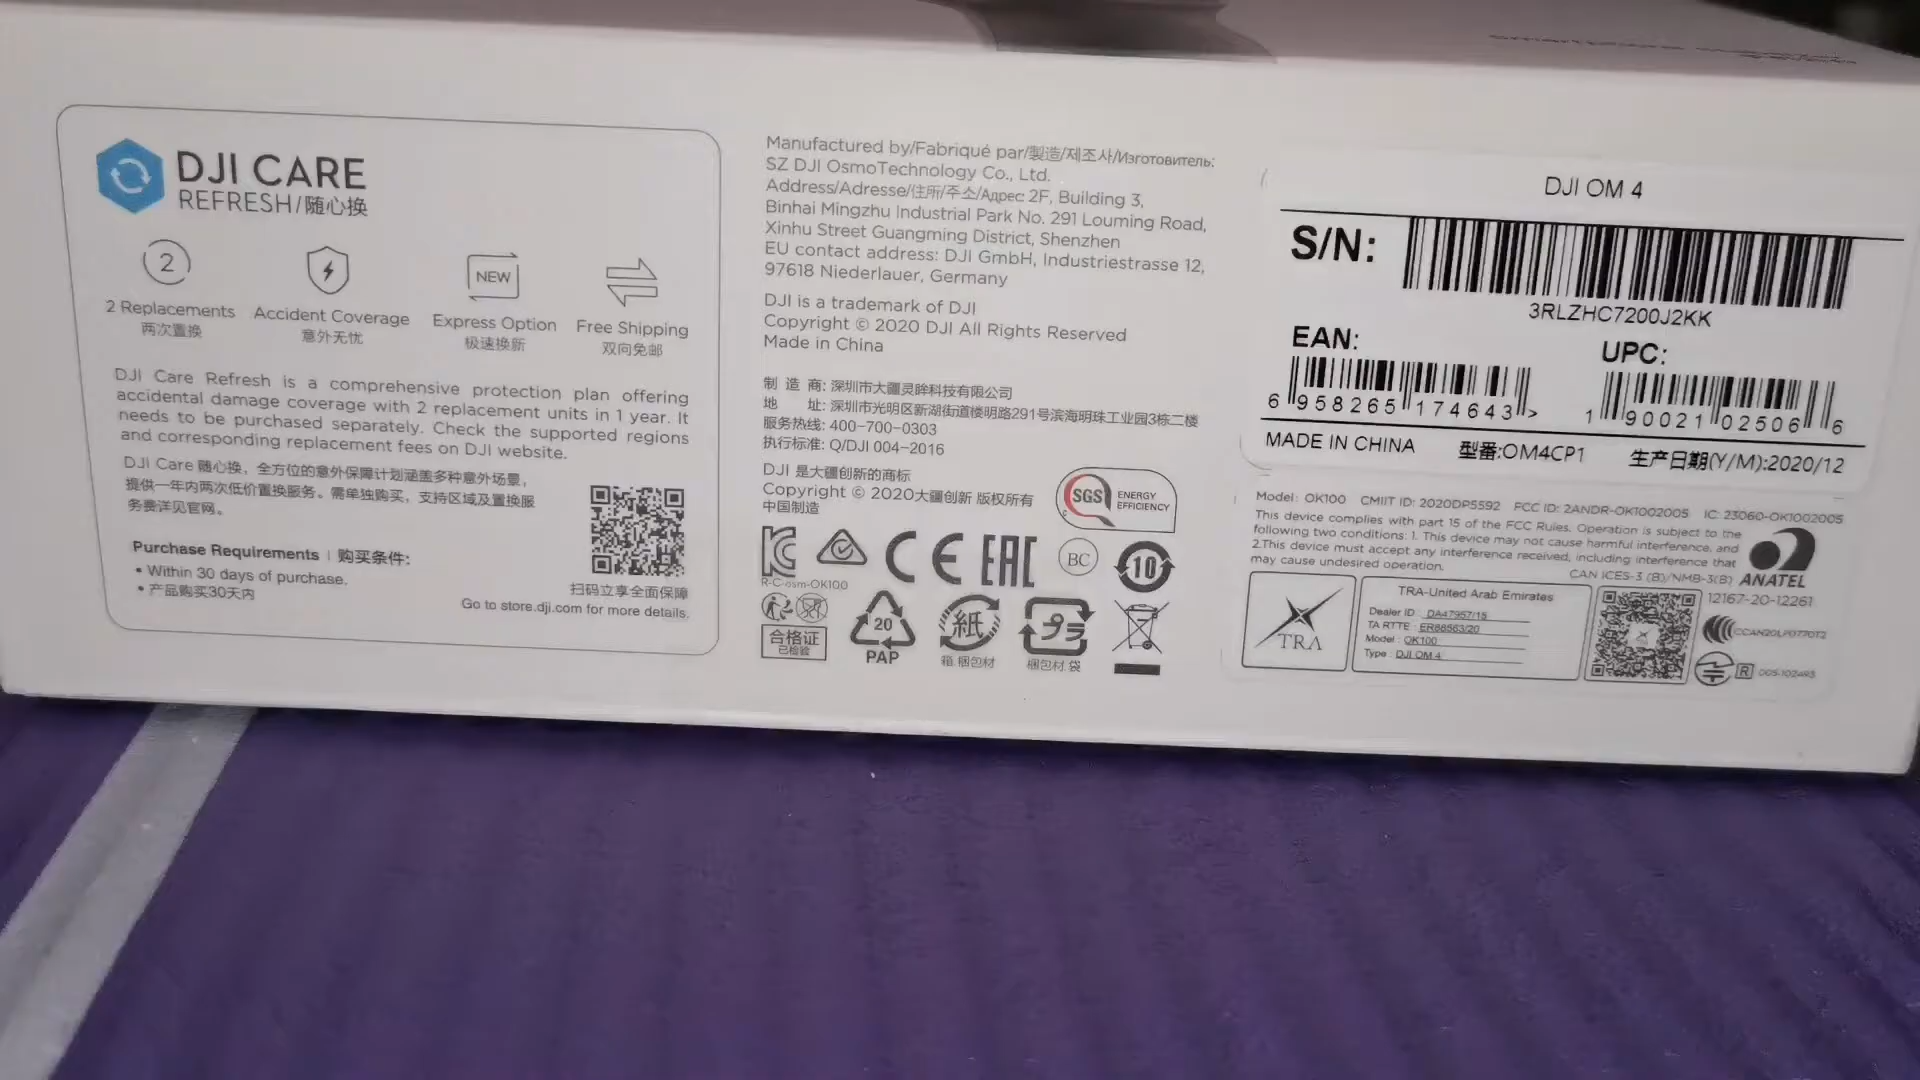 DJI CARE
REFRESH/随心换
2
NEW
2 Replacements
两次置换
Accident Coverage
意外无忧
Express Option
极速换新
Free Shipping
双向免邮
DJI Care Refresh is a comprehensive protection plan offering
accidental damage coverage with 2 replacement units in 1 year. It
needs to be purchased separately. Check the supported regions
and corresponding replacement fees on DJI website.
DJI Care 随心换，全方位的意外保障计划涵盖多种意外场景，
提供一年内两次低价置换服务。需单独购买，支持区域及置换服
务费详见官网。
Purchase Requirements | 购买条件:
• Within 30 days of purchase.
• 产品购买30天内
扫码立享全面保障
Go to store.dji.com for more details.
Manufactured by/Fabriqué par/製造/제조사/Изготовитель:
SZ DJI OsmoTechnology Co., Ltd.
Address/Adresse/住所/주소/Адрес 2F, Building 3,
Binhai Mingzhu Industrial Park No. 291 Louming Road,
Xinhu Street Guangming District, Shenzhen
EU contact address: DJI GmbH, Industriestrasse 12,
97618 Niederlauer, Germany
DJI is a trademark of DJI
Copyright © 2020 DJI All Rights Reserved
Made in China
制 造 商: 深圳市大疆灵眸科技有限公司
地 址: 深圳市光明区新湖街道楼明路291号滨海明珠工业园3栋二楼
服务热线: 400-700-0303
执行标准: Q/DJI 004-2016
DJI 是大疆创新的商标
Copyright © 2020大疆创新 版权所有
中国制造
SGS ENERGY
EFFICIENCY
CE EAC BC 10
OK100
合格证
已检验
20
PAP
紙
箱.梱包材
プラ
梱包材.袋
DJI OM 4
S/N:
3RLZHC7200J2KK
EAN:
6 958265 174643 >
UPC:
1 90021 02506 6
MADE IN CHINA 型番:OM4CP1 生产日期(Y/M):2020/12
Model: OK100 CMIIT ID: 2020DP5592 FCC ID: 2ANDR-OK1002005 IC: 23060-OK1002005
This device complies with part 15 of the FCC Rules. Operation is subject to the
following two conditions: 1. This device may not cause harmful interference, and
2.This device must accept any interference received, including interference that
may cause undesired operation.
CAN ICES-3 (B)/NMB-3(B)
ANATEL
12167-20-12261
TRA
TRA-United Arab Emirates
Dealer ID : DA47957/15
TA RTTE : ER88563/20
Model : OK100
Type : DJI OM 4
R